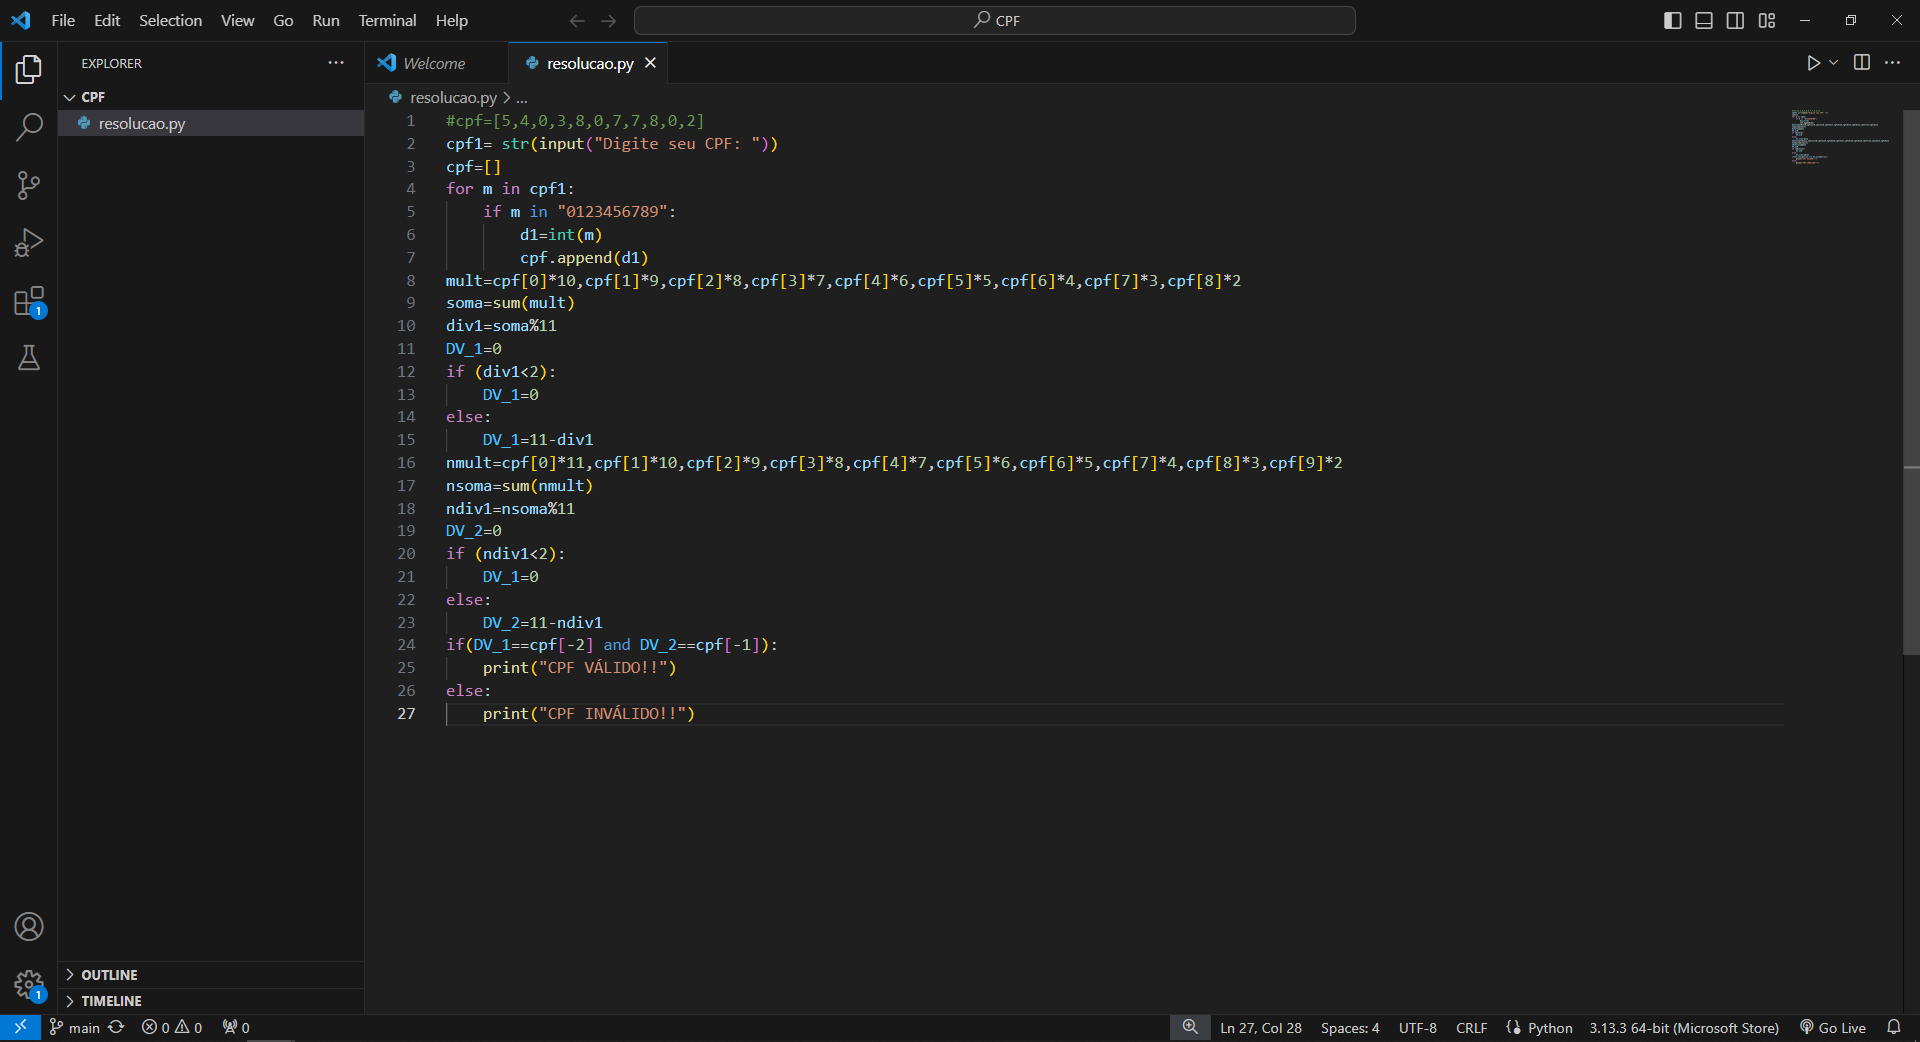 File Edit Selection View Go Run Terminal Help
CPF
EXPLORER
Welcome
resolucao.py
CPF
resolucao.py
resolucao.py > ...
1 #cpf=[5,4,0,3,8,0,7,7,8,0,2]
2 cpf1= str(input("Digite seu CPF: "))
3 cpf=[]
4 for m in cpf1:
5     if m in "0123456789":
6         d1=int(m)
7         cpf.append(d1)
8 mult=cpf[0]*10,cpf[1]*9,cpf[2]*8,cpf[3]*7,cpf[4]*6,cpf[5]*5,cpf[6]*4,cpf[7]*3,cpf[8]*2
9 soma=sum(mult)
10 div1=soma%11
11 DV_1=0
12 if (div1<2):
13     DV_1=0
14 else:
15     DV_1=11-div1
16 nmult=cpf[0]*11,cpf[1]*10,cpf[2]*9,cpf[3]*8,cpf[4]*7,cpf[5]*6,cpf[6]*5,cpf[7]*4,cpf[8]*3,cpf[9]*2
17 nsoma=sum(nmult)
18 ndiv1=nsoma%11
19 DV_2=0
20 if (ndiv1<2):
21     DV_1=0
22 else:
23     DV_2=11-ndiv1
24 if(DV_1==cpf[-2] and DV_2==cpf[-1]):
25     print("CPF VÁLIDO!!")
26 else:
27     print("CPF INVÁLIDO!!")
1
1
OUTLINE
TIMELINE
main 0 0 0 Ln 27, Col 28 Spaces: 4 UTF-8 CRLF Python 3.13.3 64-bit (Microsoft Store) Go Live